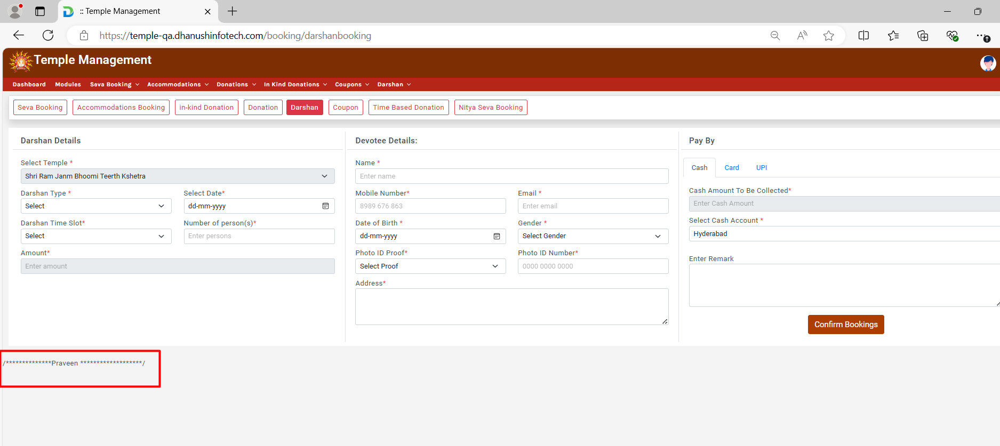 :: Temple Management
https://temple-qa.dhanushinfotech.com/booking/darshanbooking
Temple Management
Dashboard Modules Seva Booking Accommodations Donations In Kind Donations Coupons Darshan
Seva Booking Accommodations Booking in-kind Donation Donation Darshan Coupon Time Based Donation Nitya Seva Booking
Darshan Details
Select Temple *
Shri Ram Janm Bhoomi Teerth Kshetra
Darshan Type * Select Date*
Select dd-mm-yyyy
Darshan Time Slot* Number of person(s)*
Select Enter persons
Amount*
Enter amount
Devotee Details:
Name *
Enter name
Mobile Number* Email *
8989 676 863 Enter email
Date of Birth * Gender *
dd-mm-yyyy Select Gender
Photo ID Proof* Photo ID Number*
Select Proof 0000 0000 0000
Address*
Pay By
Cash Card UPI
Cash Amount To Be Collected*
Enter Cash Amount
Select Cash Account *
Hyderabad
Enter Remark
Confirm Bookings
/**************Praveen *******************/